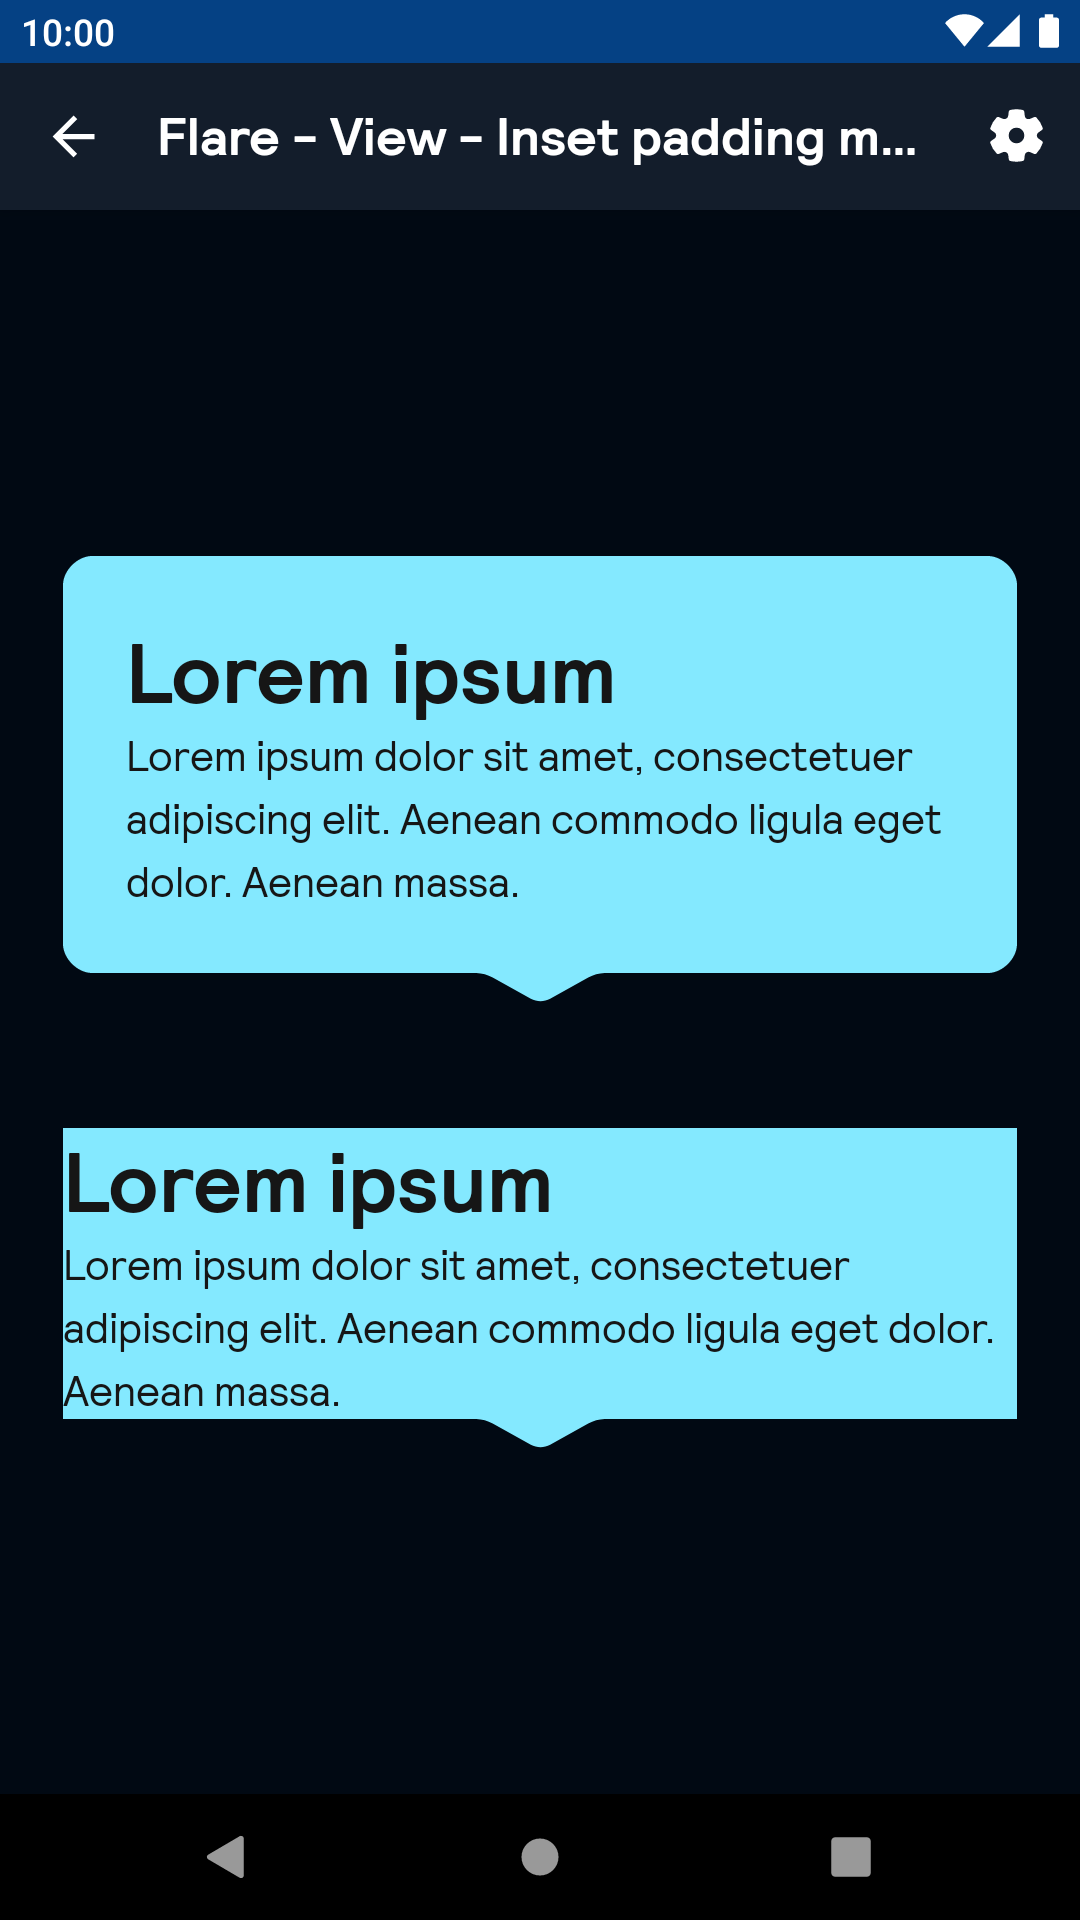 10:00
Flare - View - Inset padding m...
Lorem ipsum
Lorem ipsum dolor sit amet, consectetuer
adipiscing elit. Aenean commodo ligula eget
dolor. Aenean massa.
Lorem ipsum
Lorem ipsum dolor sit amet, consectetuer
adipiscing elit. Aenean commodo ligula eget dolor.
Aenean massa.